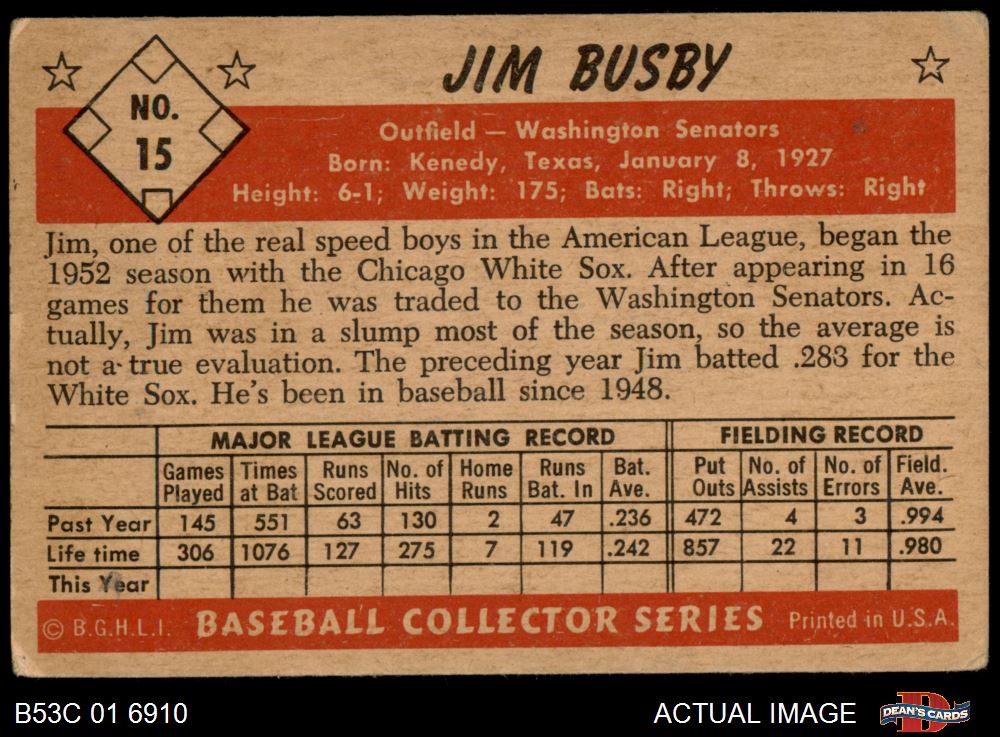 NO.
15
JIM BUSBY
Outfield — Washington Senators
Born: Kenedy, Texas, January 8, 1927
Height: 6-1; Weight: 175; Bats: Right; Throws: Right
Jim, one of the real speed boys in the American League, began the
1952 season with the Chicago White Sox. After appearing in 16
games for them he was traded to the Washington Senators. Ac-
tually, Jim was in a slump most of the season, so the average is
not a true evaluation. The preceding year Jim batted .283 for the
White Sox. He's been in baseball since 1948.
MAJOR LEAGUE BATTING RECORD FIELDING RECORD
Games Times Runs No. of Home Runs Bat. Put No. of No. of Field.
Played at Bat Scored Hits Runs Bat. In Ave. Outs Assists Errors Ave.
Past Year 145 551 63 130 2 47 .236 472 4 3 .994
Life time 306 1076 127 275 7 119 .242 857 22 11 .980
This Year
© B.G.H.L.I. BASEBALL COLLECTOR SERIES Printed in U.S.A.
B53C 01 6910 ACTUAL IMAGE DEAN'S CARDS